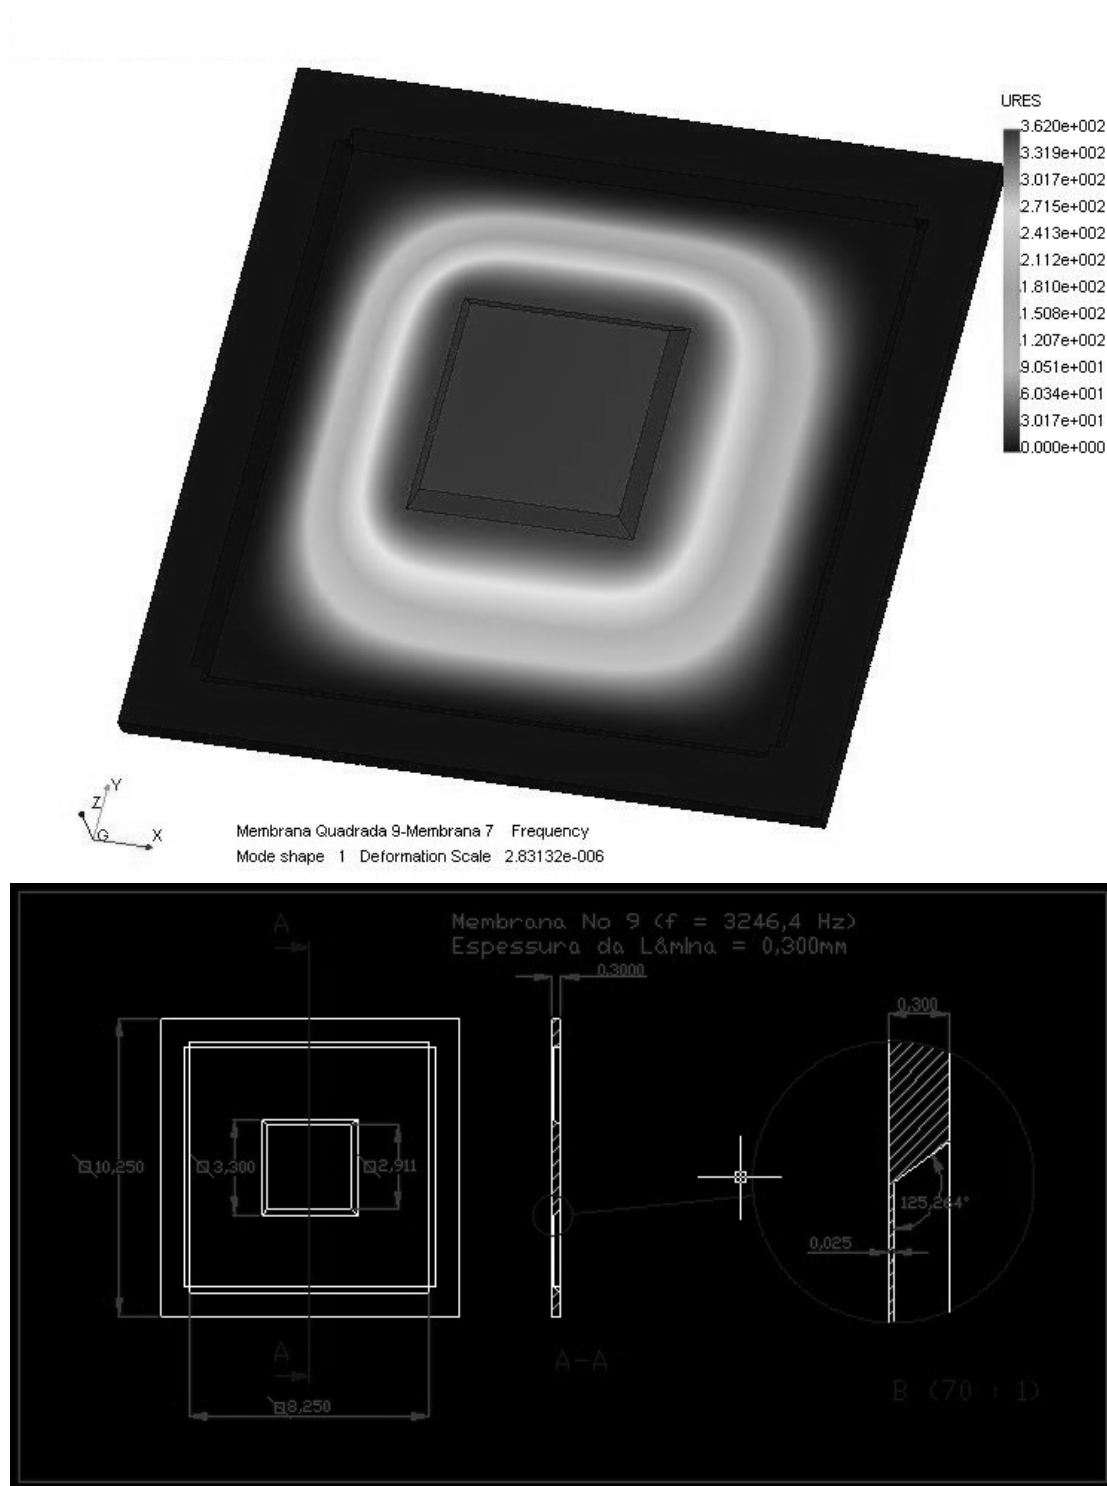 URES
3.620e+002
3.319e+002
3.017e+002
2.715e+002
2.413e+002
2.112e+002
1.810e+002
1.508e+002
1.207e+002
9.051e+001
6.034e+001
3.017e+001
0.000e+000
Y
Z
G
X
Membrana Quadrada 9-Membrana 7 Frequency
Mode shape 1 Deformation Scale 2.83132e-006
Membrana No 9 (f = 3246,4 Hz)
Espessura da Lâmina = 0,300mm
A
0,3000
0,300
10,250
3,300
2,911
125,264°
0,025
A
A-A
B (70 : 1)
8,250